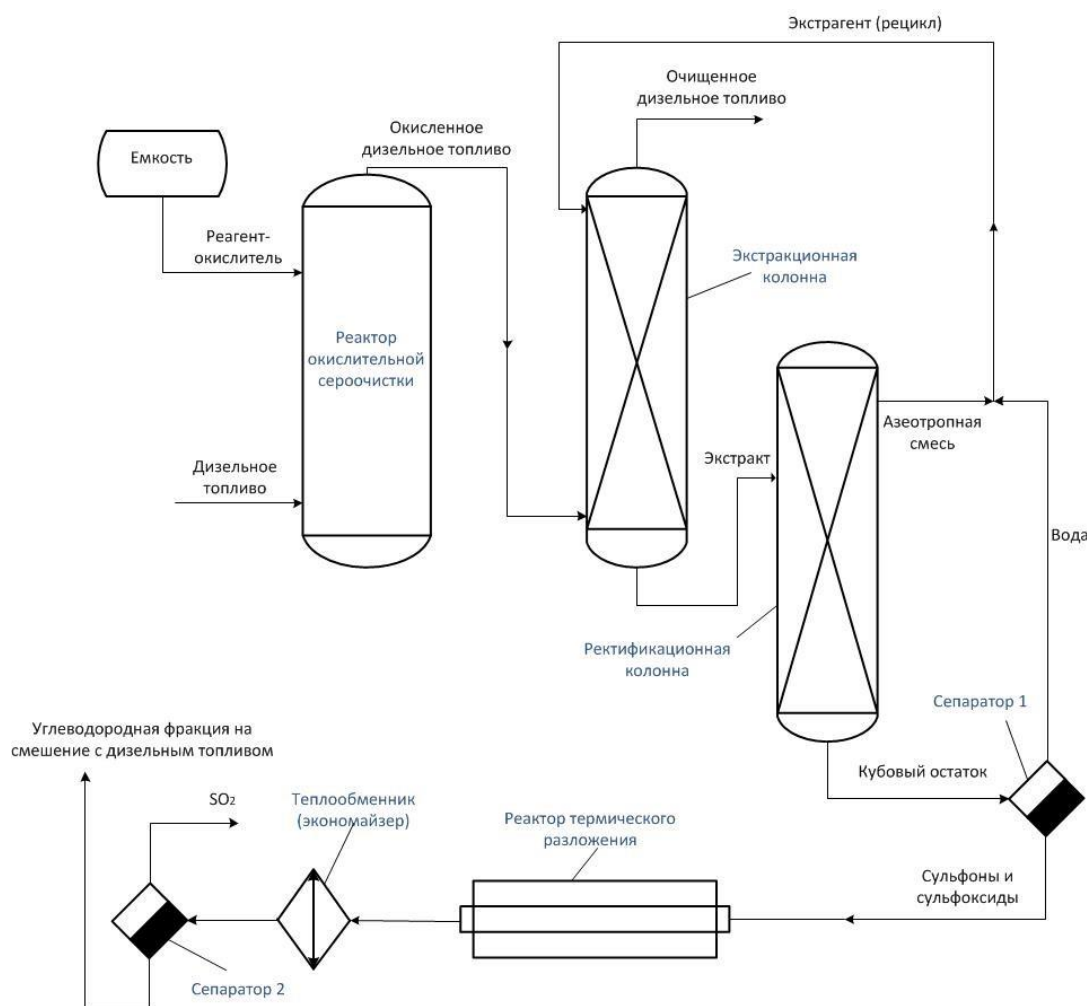 Экстрагент (рецикл)
Очищенное
дизельное топливо
Окисленное
дизельное топливо
Емкость
Реагент-
окислитель
Экстракционная
колонна
Реактор
окислительной
сероочистки
Азеотропная
смесь
Экстракт
Дизельное
топливо
Вода
Ректификационная
колонна
Сепаратор 1
Углеводородная фракция на
смешение с дизельным топливом
Кубовый остаток
SO₂
Теплообменник
(экономайзер)
Реактор термического
разложения
Сульфоны и
сульфоксиды
Сепаратор 2